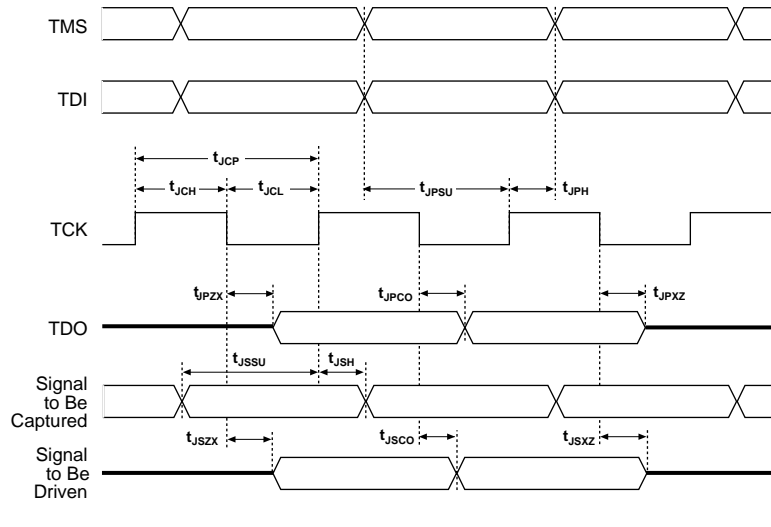 TMS
TDI
tJCP
tJCH
tJCL
tJPSU
tJPH
TCK
tJPZX
tJPCO
tJPXZ
TDO
tJSSU
tJSH
Signal
to Be
Captured
tJSZX
tJSCO
tJSXZ
Signal
to Be
Driven